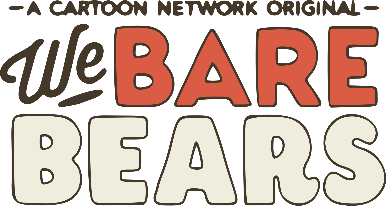 -A CARTOON NETWORK ORIGINAL-
We BARE
BEARS